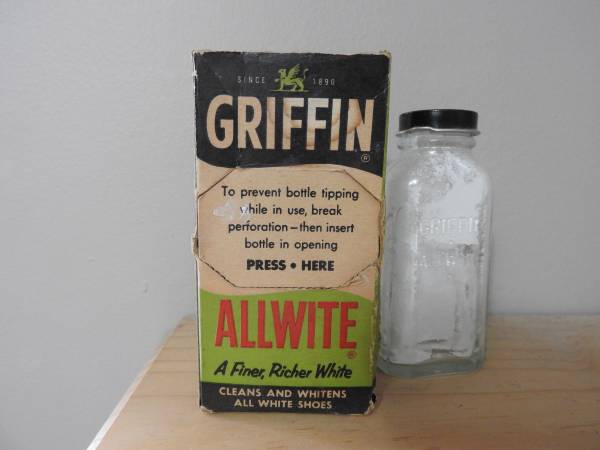 SINCE 1890
GRIFFIN
®
To prevent bottle tipping
while in use, break
perforation—then insert
bottle in opening
PRESS • HERE
ALLWITE
®
A Finer, Richer White
CLEANS AND WHITENS
ALL WHITE SHOES
GRIFFIN